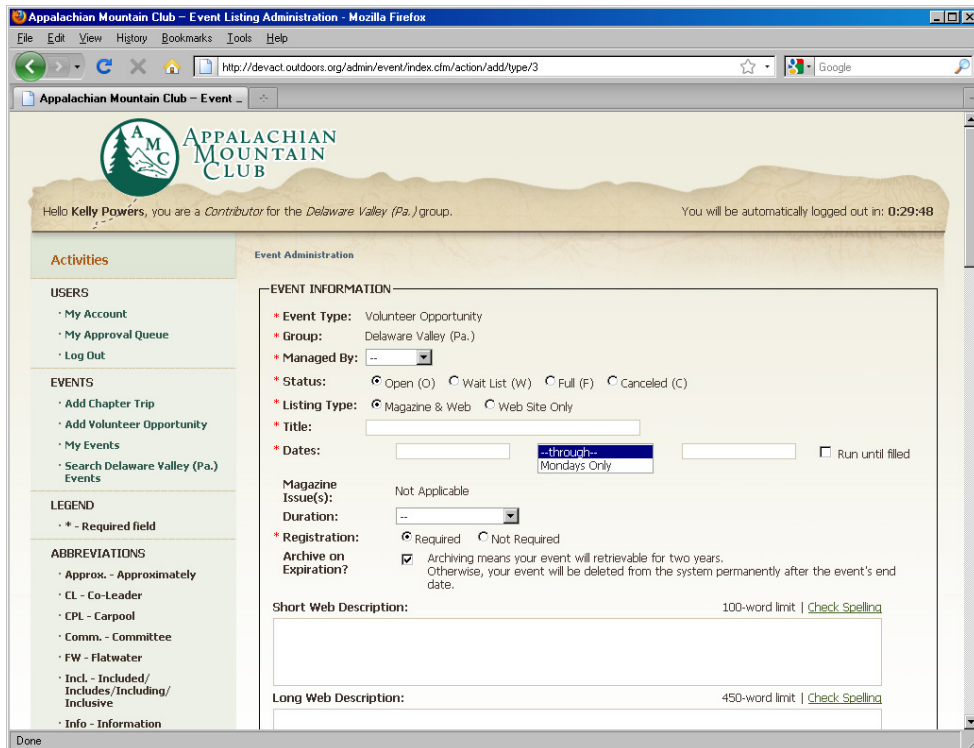 Appalachian Mountain Club – Event Listing Administration - Mozilla Firefox
File Edit View History Bookmarks Tools Help
http://devact.outdoors.org/admin/event/index.cfm/action/add/type/3
Google
Appalachian Mountain Club – Event ..
AMC
APPALACHIAN
MOUNTAIN
CLUB
Hello Kelly Powers, you are a Contributor for the Delaware Valley (Pa.) group.
You will be automatically logged out in: 0:29:48
Activities
USERS
· My Account
· My Approval Queue
· Log Out
EVENTS
· Add Chapter Trip
· Add Volunteer Opportunity
· My Events
· Search Delaware Valley (Pa.)
Events
LEGEND
· * - Required field
ABBREVIATIONS
· Approx. - Approximately
· CL - Co-Leader
· CPL - Carpool
· Comm. - Committee
· FW - Flatwater
· Incl. - Included/
Includes/Including/
Inclusive
· Info - Information
Event Administration
EVENT INFORMATION
* Event Type: Volunteer Opportunity
* Group: Delaware Valley (Pa.)
* Managed By: --
* Status: Open (O) Wait List (W) Full (F) Canceled (C)
* Listing Type: Magazine & Web Web Site Only
* Title:
* Dates: --through-- Run until filled
Mondays Only
Magazine
Issue(s): Not Applicable
Duration: --
* Registration: Required Not Required
Archive on
Expiration?
Archiving means your event will retrievable for two years.
Otherwise, your event will be deleted from the system permanently after the event's end
date.
Short Web Description: 100-word limit | Check Spelling
Long Web Description: 450-word limit | Check Spelling
Done